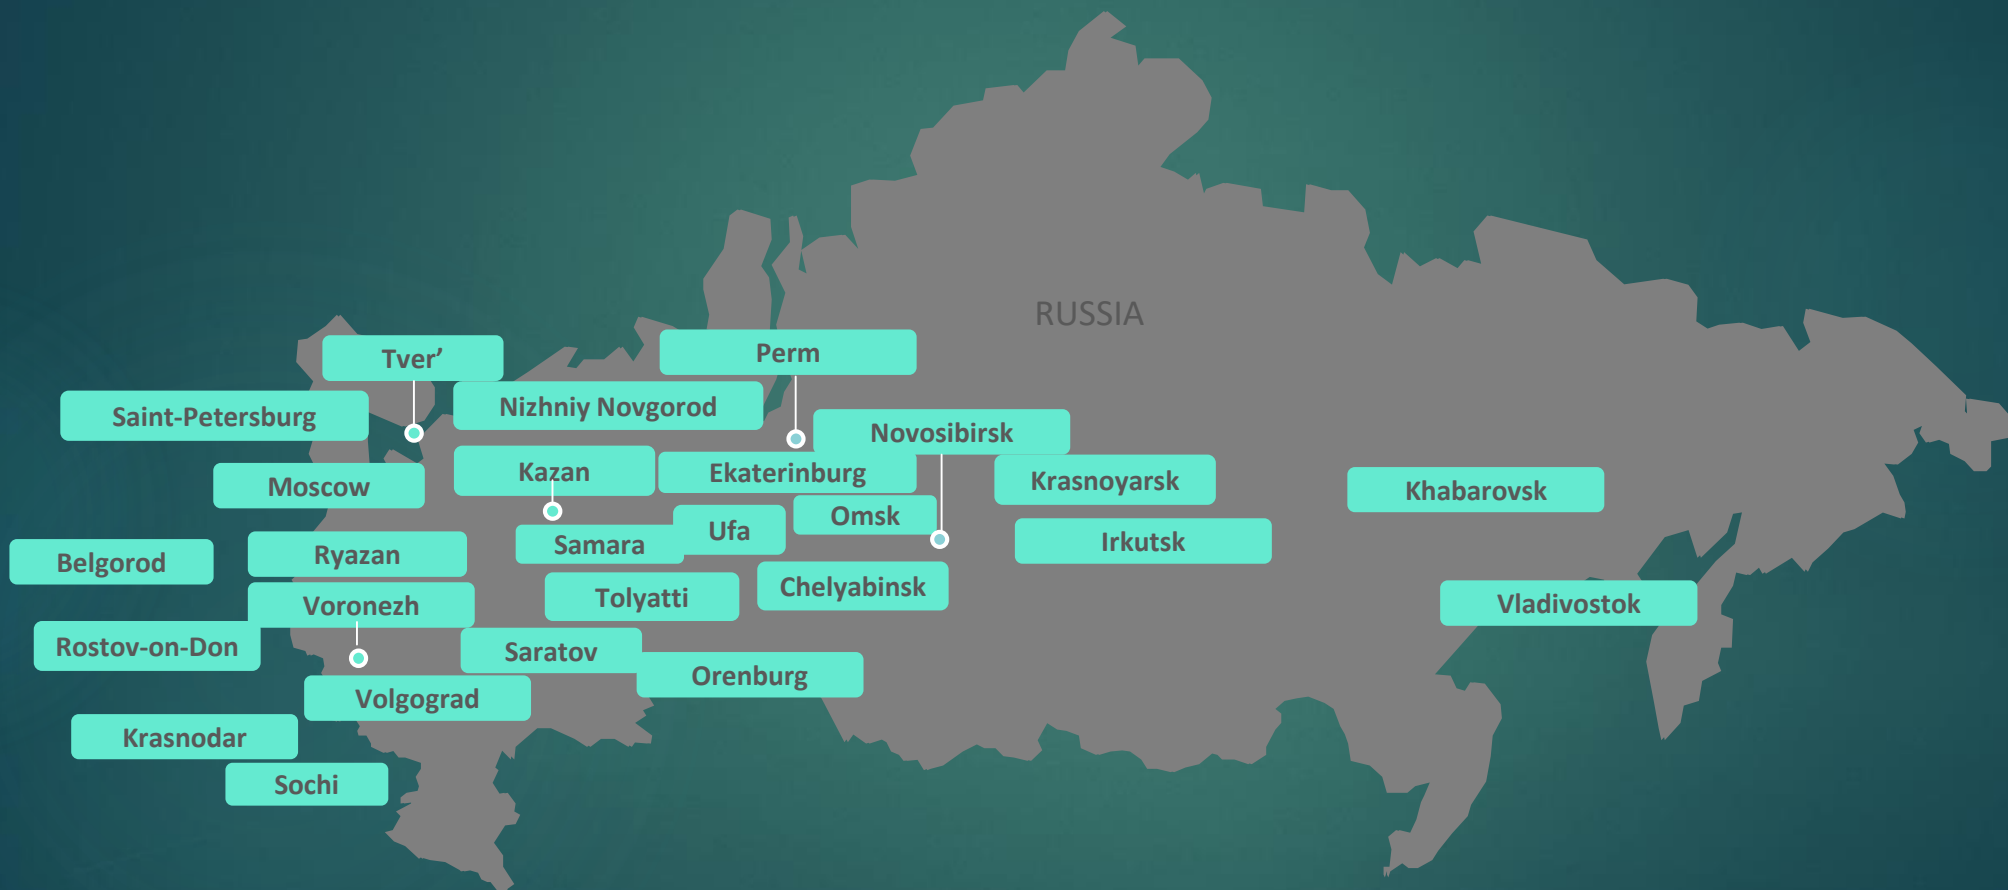 RUSSIA
Tver’
Perm
Saint-Petersburg
Nizhniy Novgorod
Novosibirsk
Moscow
Kazan
Ekaterinburg
Krasnoyarsk
Khabarovsk
Omsk
Ufa
Samara
Irkutsk
Belgorod
Ryazan
Chelyabinsk
Tolyatti
Voronezh
Vladivostok
Rostov-on-Don
Saratov
Orenburg
Volgograd
Krasnodar
Sochi